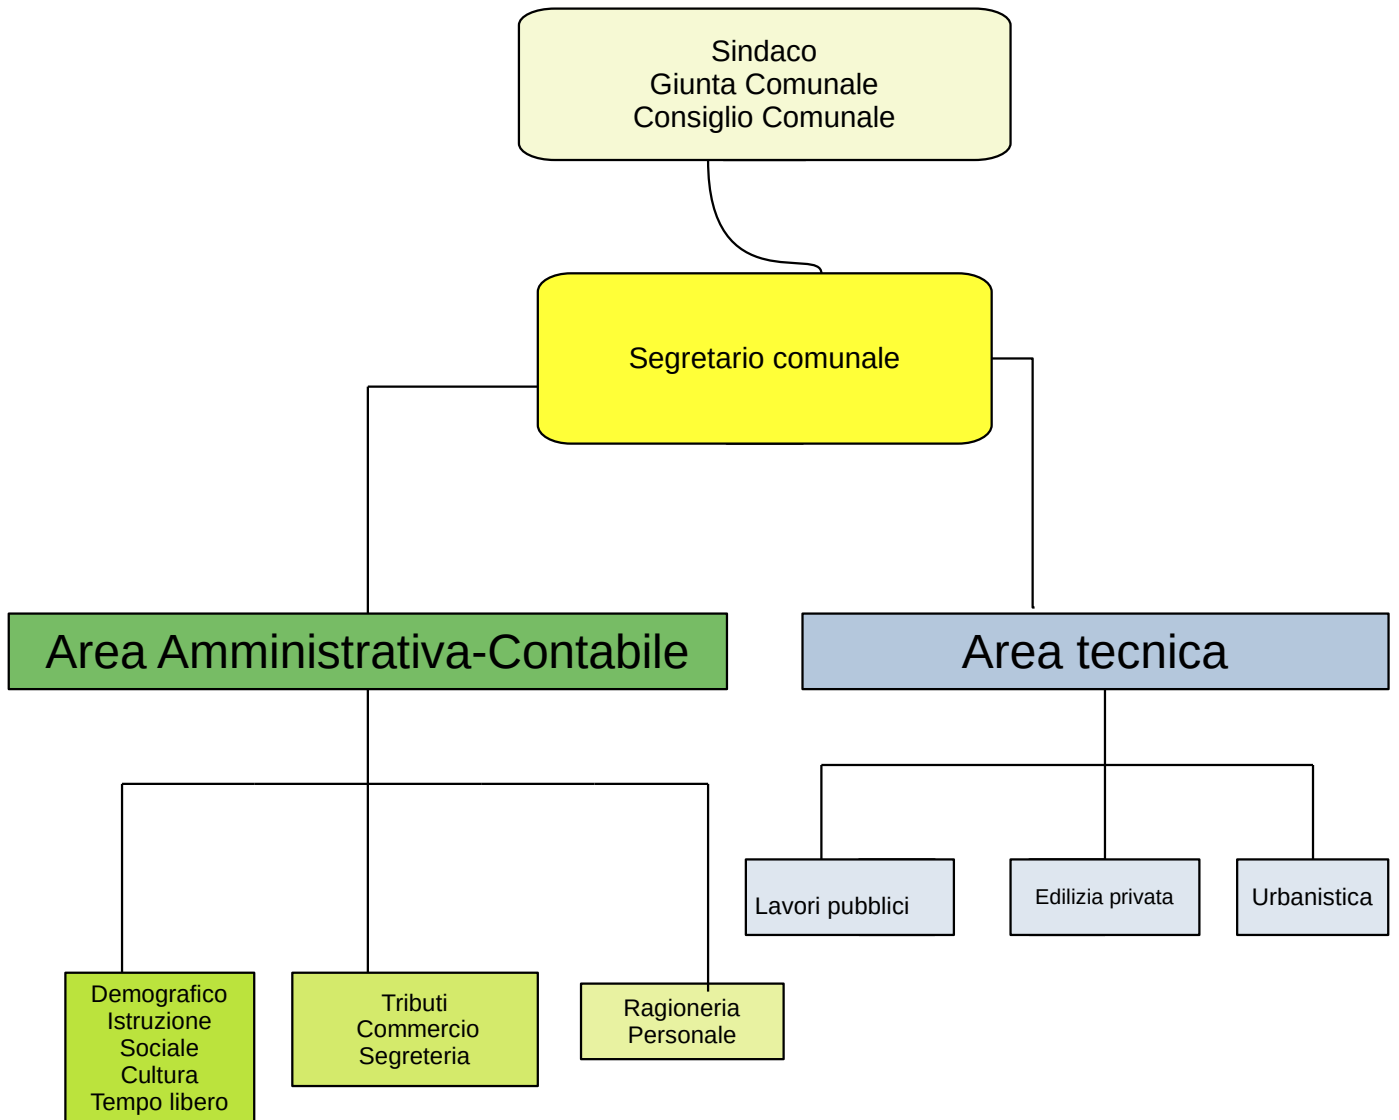 Sindaco
Giunta Comunale
Consiglio Comunale
Segretario comunale
Area Amministrativa-Contabile
Area tecnica
Lavori pubblici
Edilizia privata
Urbanistica
Demografico
Istruzione
Sociale
Cultura
Tempo libero
Tributi
Commercio
Segreteria
Ragioneria
Personale